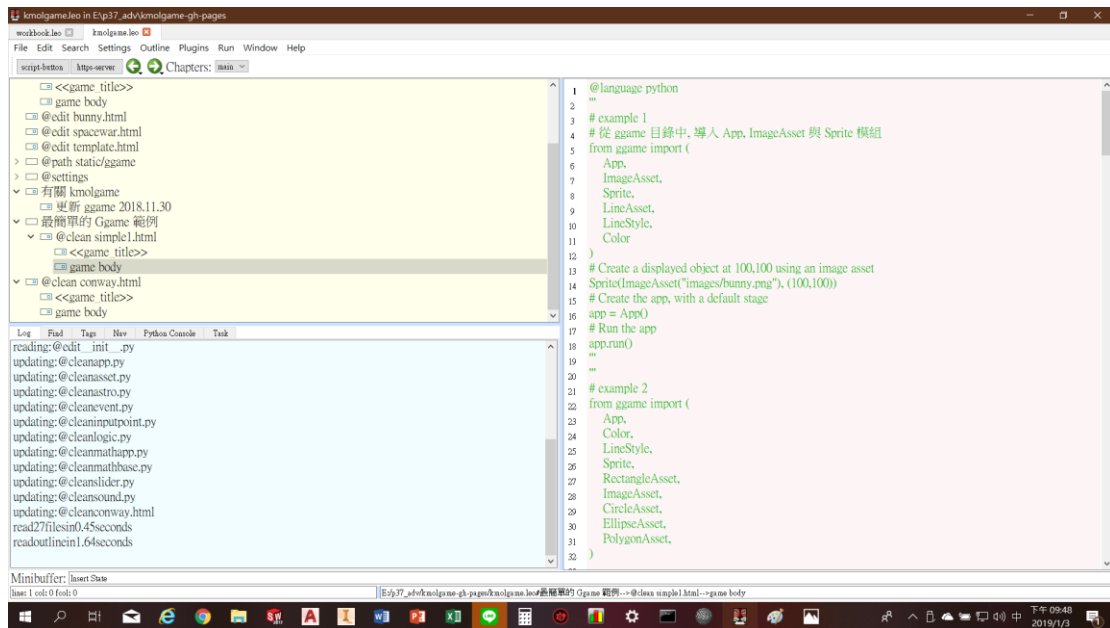 kmolgame.leo in E:\p37_adv\kmolgame-gh-pages
workbook.leo kmolgame.leo
File Edit Search Settings Outline Plugins Run Window Help
script-button https-server Chapters: main
<<game_title>>
game body
@edit bunny.html
@edit spacewar.html
@edit template.html
@path static/ggame
@settings
有關 kmolgame
更新 ggame 2018.11.30
最簡單的 Ggame 範例
@clean simple1.html
<<game_title>>
game body
@clean conway.html
<<game_title>>
game body
Log Find Tags Nav Python Console Task
reading:@edit__init__.py
updating:@cleanapp.py
updating:@cleanasset.py
updating:@cleanastro.py
updating:@cleanevent.py
updating:@cleaninputpoint.py
updating:@cleanlogic.py
updating:@cleanmathapp.py
updating:@cleanmathbase.py
updating:@cleanslider.py
updating:@cleansound.py
updating:@cleanconway.html
read27filesin0.45seconds
readoutlinein1.64seconds
1 @language python
2 '''
3 # example 1
4 # 從 ggame 目錄中, 導入 App, ImageAsset 與 Sprite 模組
5 from ggame import (
6 App,
7 ImageAsset,
8 Sprite,
9 LineAsset,
10 LineStyle,
11 Color
12 )
13 # Create a displayed object at 100,100 using an image asset
14 Sprite(ImageAsset("images/bunny.png"), (100,100))
15 # Create the app, with a default stage
16 app = App()
17 # Run the app
18 app.run()
19 '''
20 '''
21 # example 2
22 from ggame import (
23 App,
24 Color,
25 LineStyle,
26 Sprite,
27 RectangleAsset,
28 ImageAsset,
29 CircleAsset,
30 EllipseAsset,
31 PolygonAsset,
32 )
Minibuffer: Insert State
line: 1 col: 0 fcol: 0 E:/p37_adv/kmolgame-gh-pages/kmolgame.leo#最簡單的 Ggame 範例-->@clean simple1.html-->game body
中 下午 09:48
2019/1/3